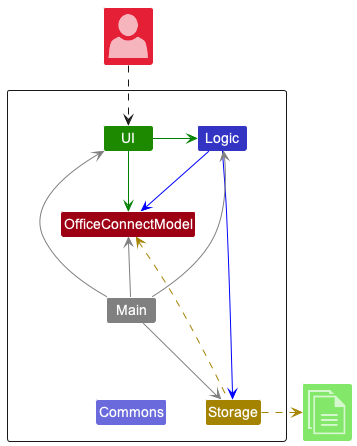 UI
Logic
OfficeConnectModel
Main
Commons
Storage